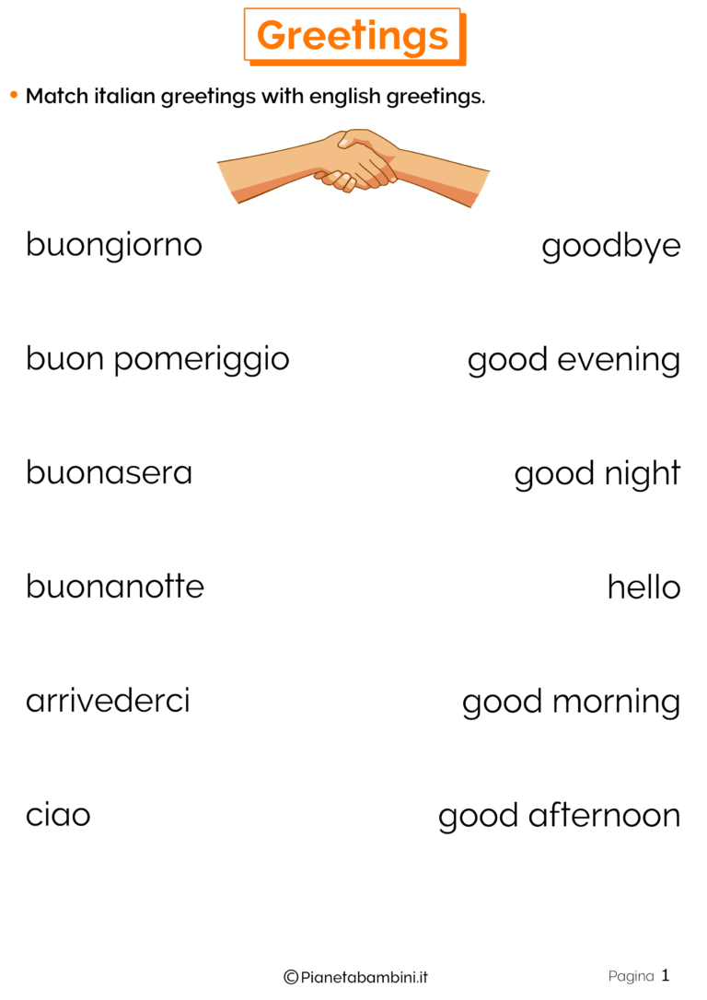 Greetings
• Match italian greetings with english greetings.
buongiorno goodbye
buon pomeriggio good evening
buonasera good night
buonanotte hello
arrivederci good morning
ciao good afternoon
©Pianetabambini.it Pagina 1